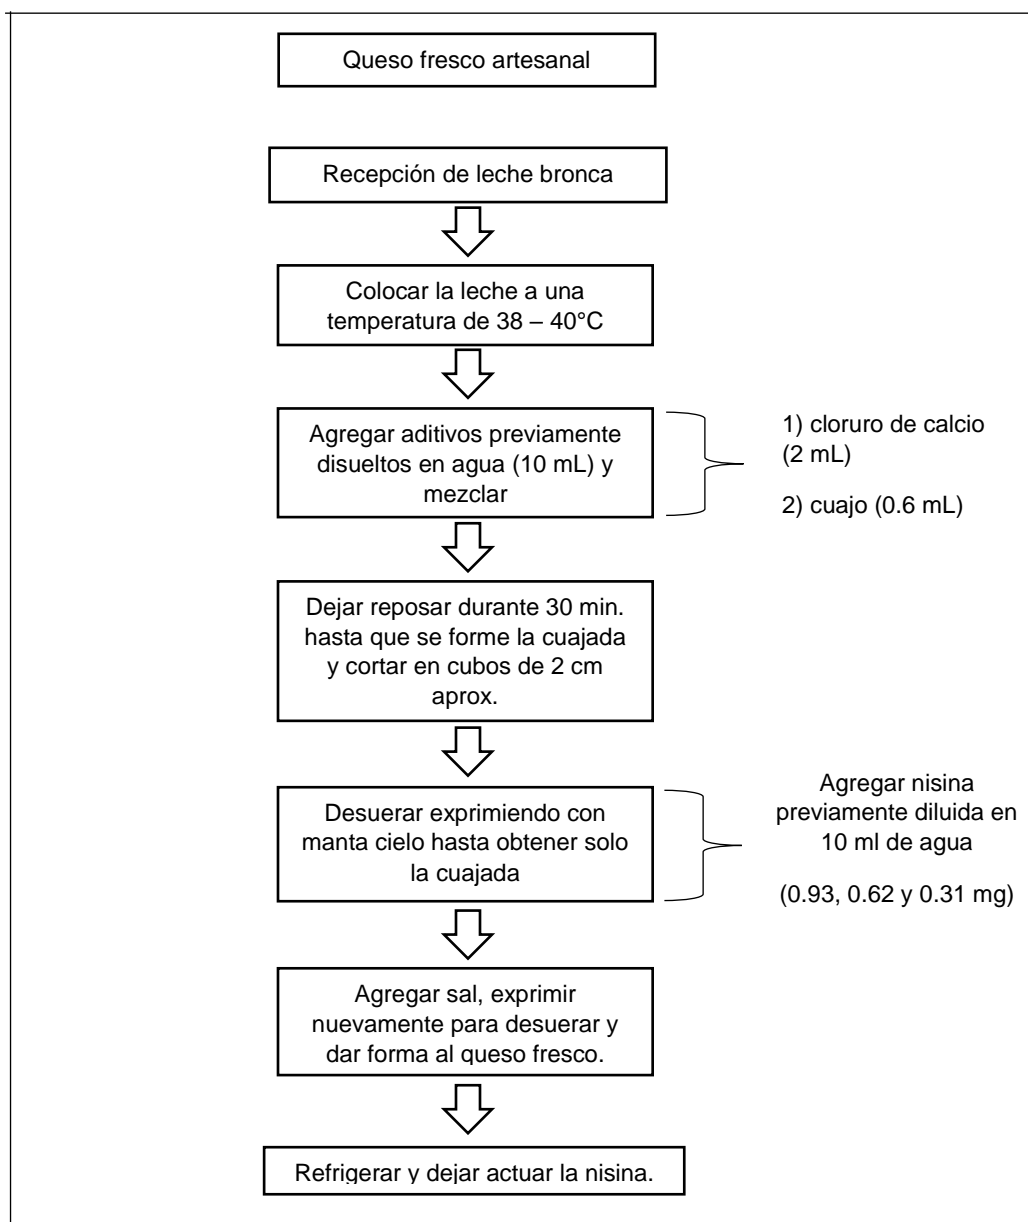 Queso fresco artesanal
Recepción de leche bronca
Colocar la leche a una
temperatura de 38 – 40°C
Agregar aditivos previamente
disueltos en agua (10 mL) y
mezclar
1) cloruro de calcio
(2 mL)
2) cuajo (0.6 mL)
Dejar reposar durante 30 min.
hasta que se forme la cuajada
y cortar en cubos de 2 cm
aprox.
Desuerar exprimiendo con
manta cielo hasta obtener solo
la cuajada
Agregar nisina
previamente diluida en
10 ml de agua
(0.93, 0.62 y 0.31 mg)
Agregar sal, exprimir
nuevamente para desuerar y
dar forma al queso fresco.
Refrigerar y dejar actuar la nisina.